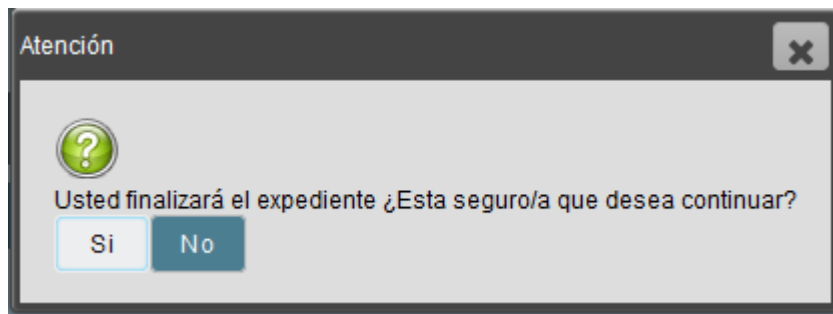 Atención
Usted finalizará el expediente ¿Esta seguro/a que desea continuar?
Si No